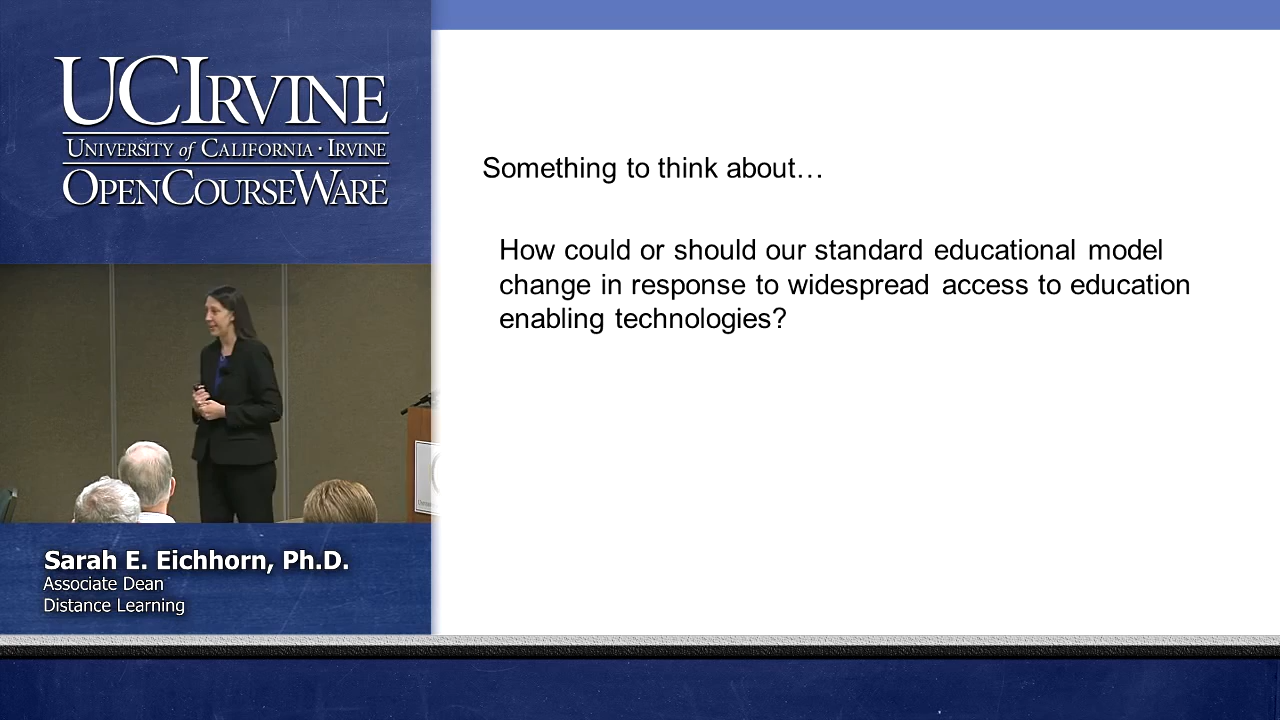 UCIRVINE
UNIVERSITY of CALIFORNIA · IRVINE
OPENCOURSEWARE
Something to think about…
How could or should our standard educational model
change in response to widespread access to education
enabling technologies?
Sarah E. Eichhorn, Ph.D.
Associate Dean
Distance Learning